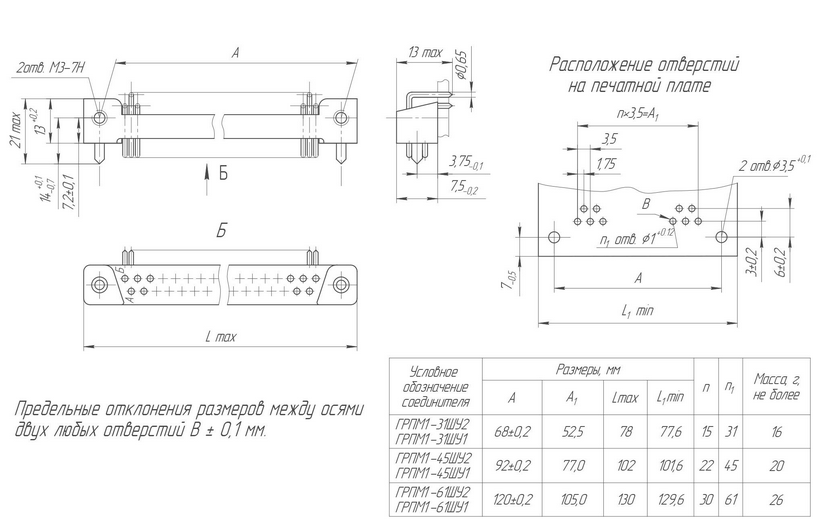 A
2отв. М3-7Н
21 max
13-0,2
14+0,1-0,7
7,2±0,1
Б
13 max
ϕ0,65
3,75-0,1
7,5-0,2
Расположение отверстий
на печатной плате
n×3,5=A1
3,5
1,75
2 отв.ϕ3,5+0,1
В
n1 отв. ϕ1+0,12
7-0,5
A
L1 min
3±0,2
6±0,2
Б
Б
А
L max
Предельные отклонения размеров между осями
двух любых отверстий В ± 0,1 мм.
Условное обозначение соединителя Размеры, мм n n1 Масса, г, не более
A A1 Lmax L1min
ГРПМ1-31ШУ2
ГРПМ1-31ШУ1 68±0,2 52,5 78 77,6 15 31 16
ГРПМ1-45ШУ2
ГРПМ1-45ШУ1 92±0,2 77,0 102 101,6 22 45 20
ГРПМ1-61ШУ2
ГРПМ1-61ШУ1 120±0,2 105,0 130 129,6 30 61 26